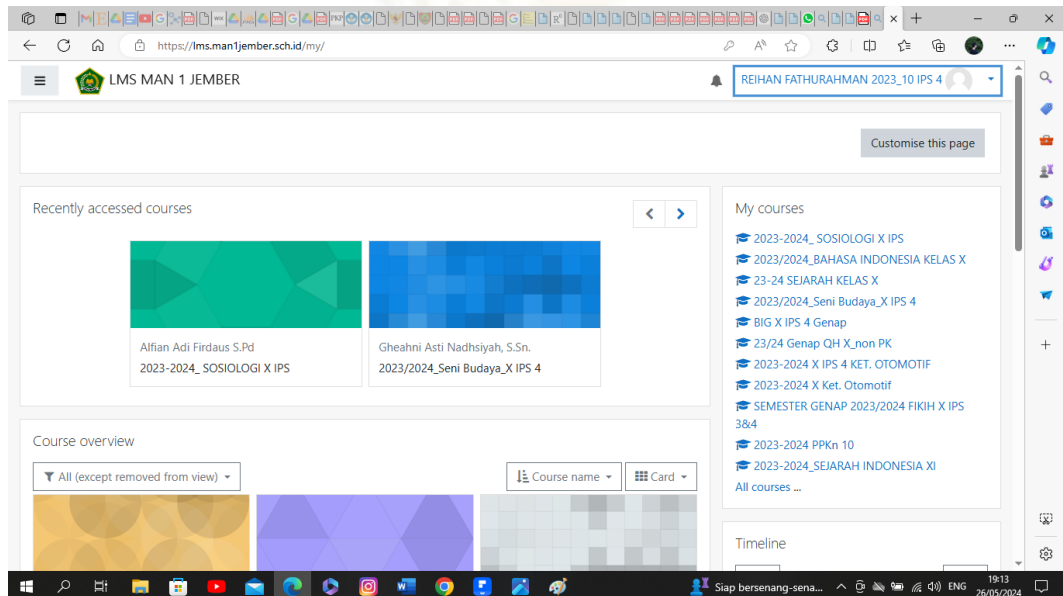 https://lms.man1jember.sch.id/my/
LMS MAN 1 JEMBER
REIHAN FATHURAHMAN 2023_10 IPS 4
Customise this page
Recently accessed courses
Alfian Adi Firdaus S.Pd
2023-2024_ SOSIOLOGI X IPS
Gheahni Asti Nadhsiyah, S.Sn.
2023/2024_Seni Budaya_X IPS 4
Course overview
All (except removed from view)
Course name
Card
My courses
2023-2024_ SOSIOLOGI X IPS
2023/2024_BAHASA INDONESIA KELAS X
23-24 SEJARAH KELAS X
2023/2024_Seni Budaya_X IPS 4
BIG X IPS 4 Genap
23/24 Genap QH X_non PK
2023-2024 X IPS 4 KET. OTOMOTIF
2023-2024 X Ket. Otomotif
SEMESTER GENAP 2023/2024 FIKIH X IPS
3&4
2023-2024 PPKn 10
2023-2024_SEJARAH INDONESIA XI
All courses ...
Timeline
Siap bersenang-sena...
ENG
19:13
26/05/2024